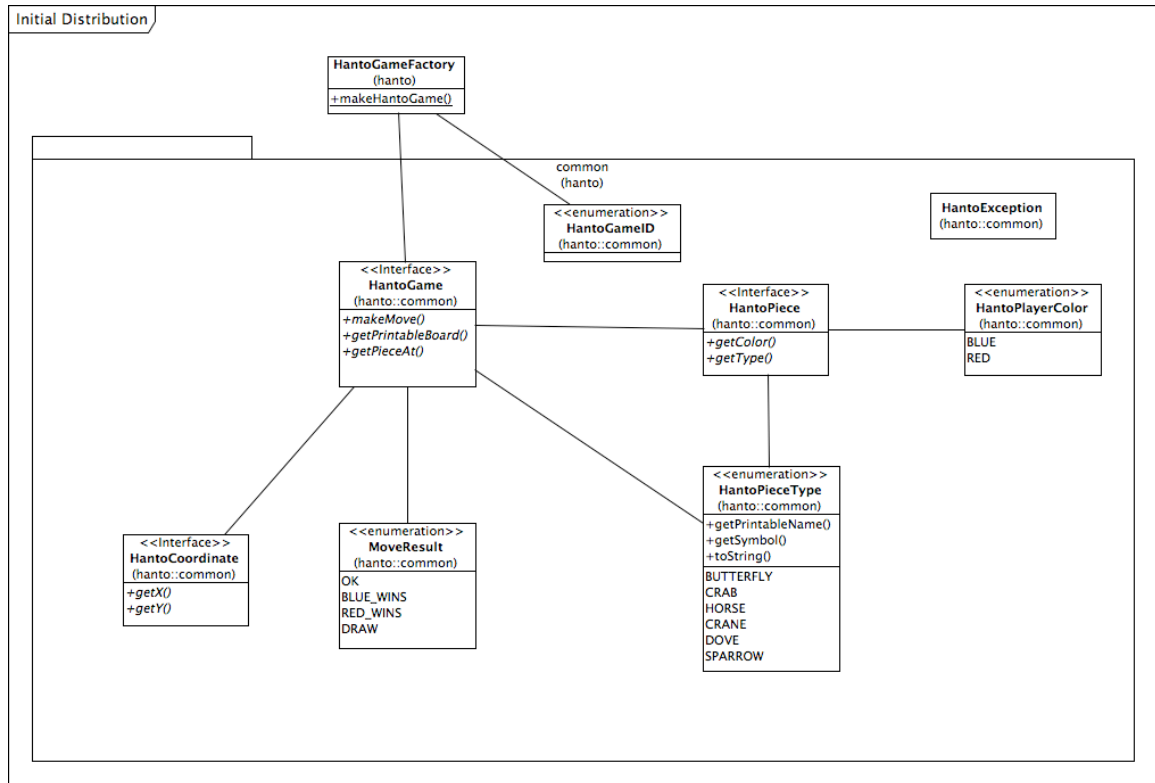 Initial Distribution
HantoGameFactory
(hanto)
+makeHantoGame()
common
(hanto)
<<enumeration>>
HantoGameID
(hanto::common)
HantoException
(hanto::common)
<<Interface>>
HantoGame
(hanto::common)
+makeMove()
+getPrintableBoard()
+getPieceAt()
<<Interface>>
HantoPiece
(hanto::common)
+getColor()
+getType()
<<enumeration>>
HantoPlayerColor
(hanto::common)
BLUE
RED
<<Interface>>
HantoCoordinate
(hanto::common)
+getX()
+getY()
<<enumeration>>
MoveResult
(hanto::common)
OK
BLUE_WINS
RED_WINS
DRAW
<<enumeration>>
HantoPieceType
(hanto::common)
+getPrintableName()
+getSymbol()
+toString()
BUTTERFLY
CRAB
HORSE
CRANE
DOVE
SPARROW